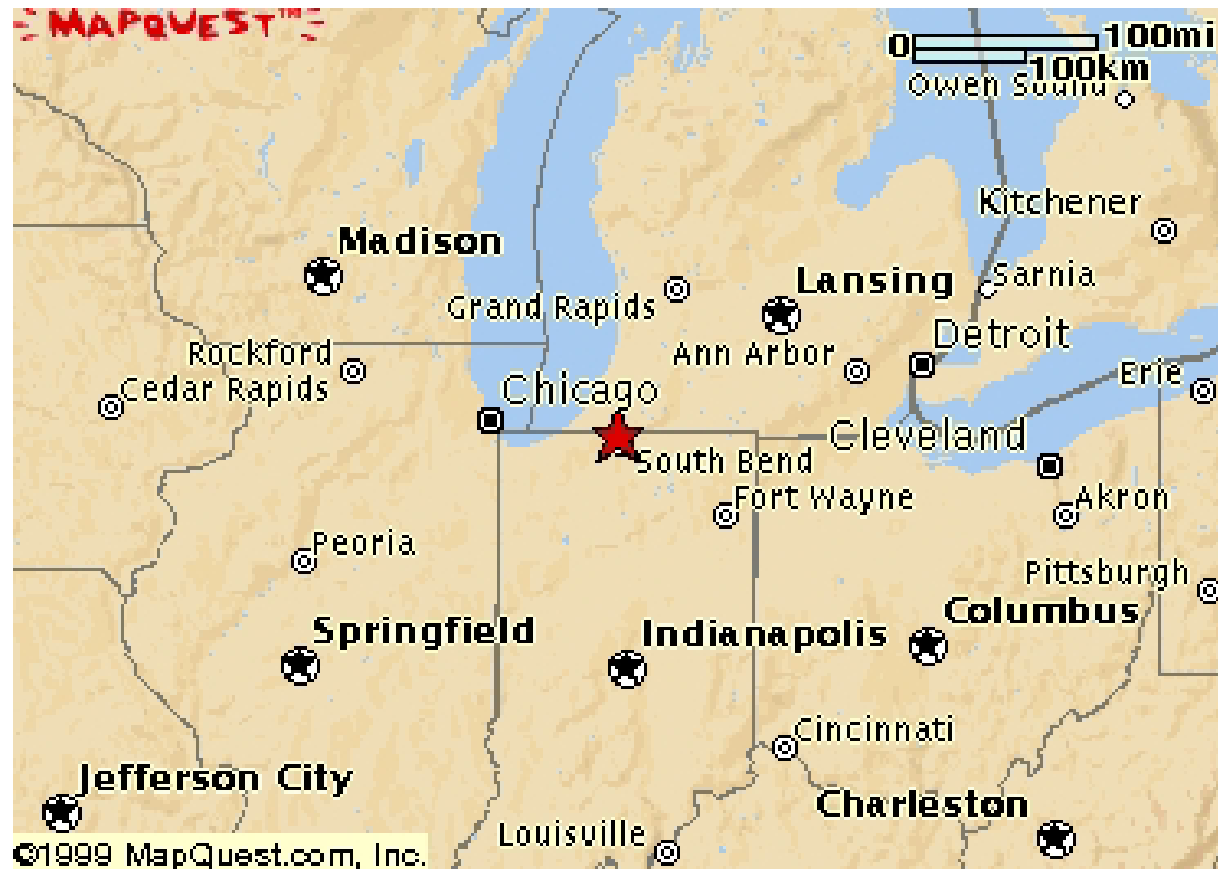 MAPQUEST™
0 100mi
100km
Owen Sound
Kitchener
Madison
Sarnia
Lansing
Grand Rapids
Detroit
Rockford
Ann Arbor
Erie
Cedar Rapids
Chicago
Cleveland
South Bend
Fort Wayne
Akron
Peoria
Pittsburgh
Columbus
Springfield
Indianapolis
Cincinnati
Jefferson City
Charleston
Louisville
©1999 MapQuest.com, Inc.